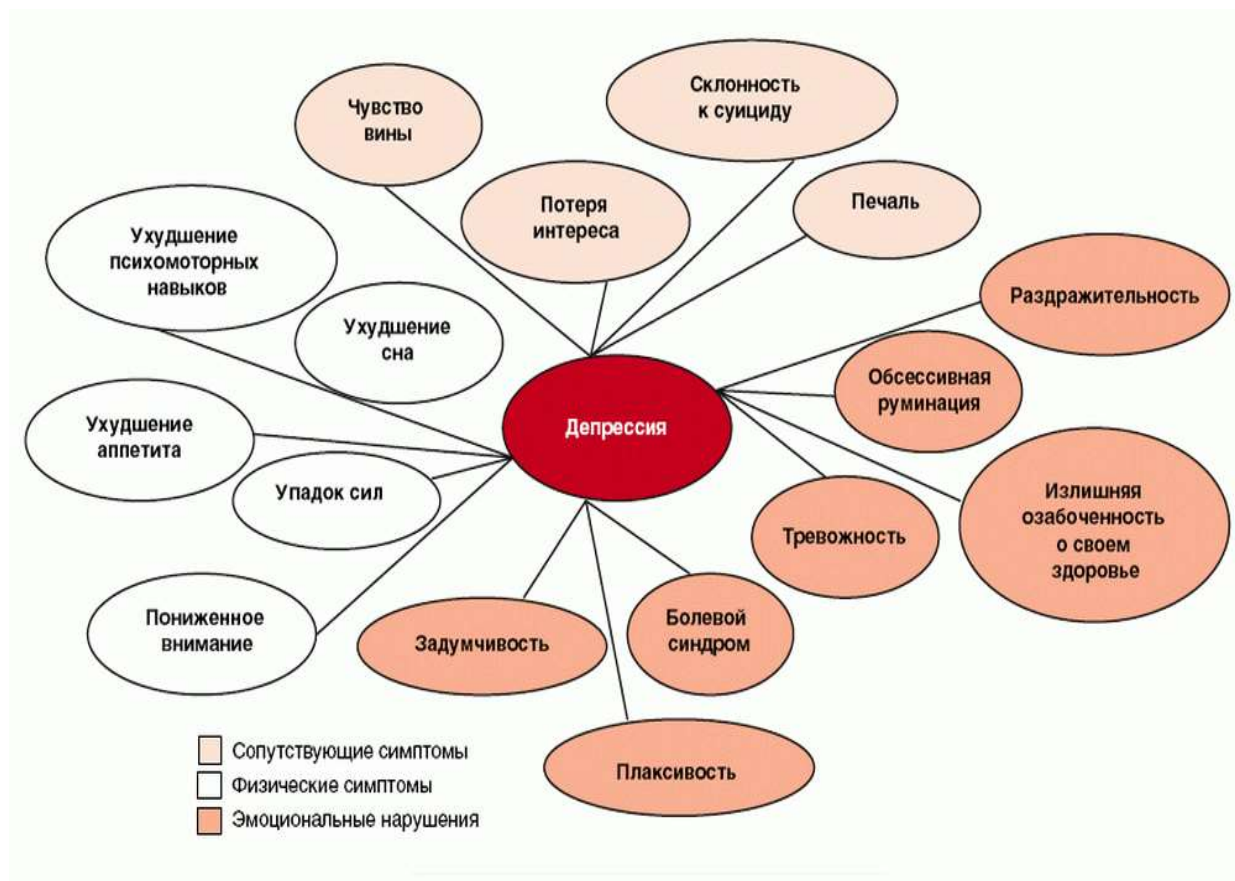 Чувство
вины
Склонность
к суициду
Потеря
интереса
Печаль
Ухудшение
психомоторных
навыков
Ухудшение
сна
Раздражительность
Обсессивная
руминация
Депрессия
Ухудшение
аппетита
Упадок сил
Излишняя
озабоченность
о своем
здоровье
Тревожность
Пониженное
внимание
Задумчивость
Болевой
синдром
Плаксивость
Сопутствующие симптомы
Физические симптомы
Эмоциональные нарушения